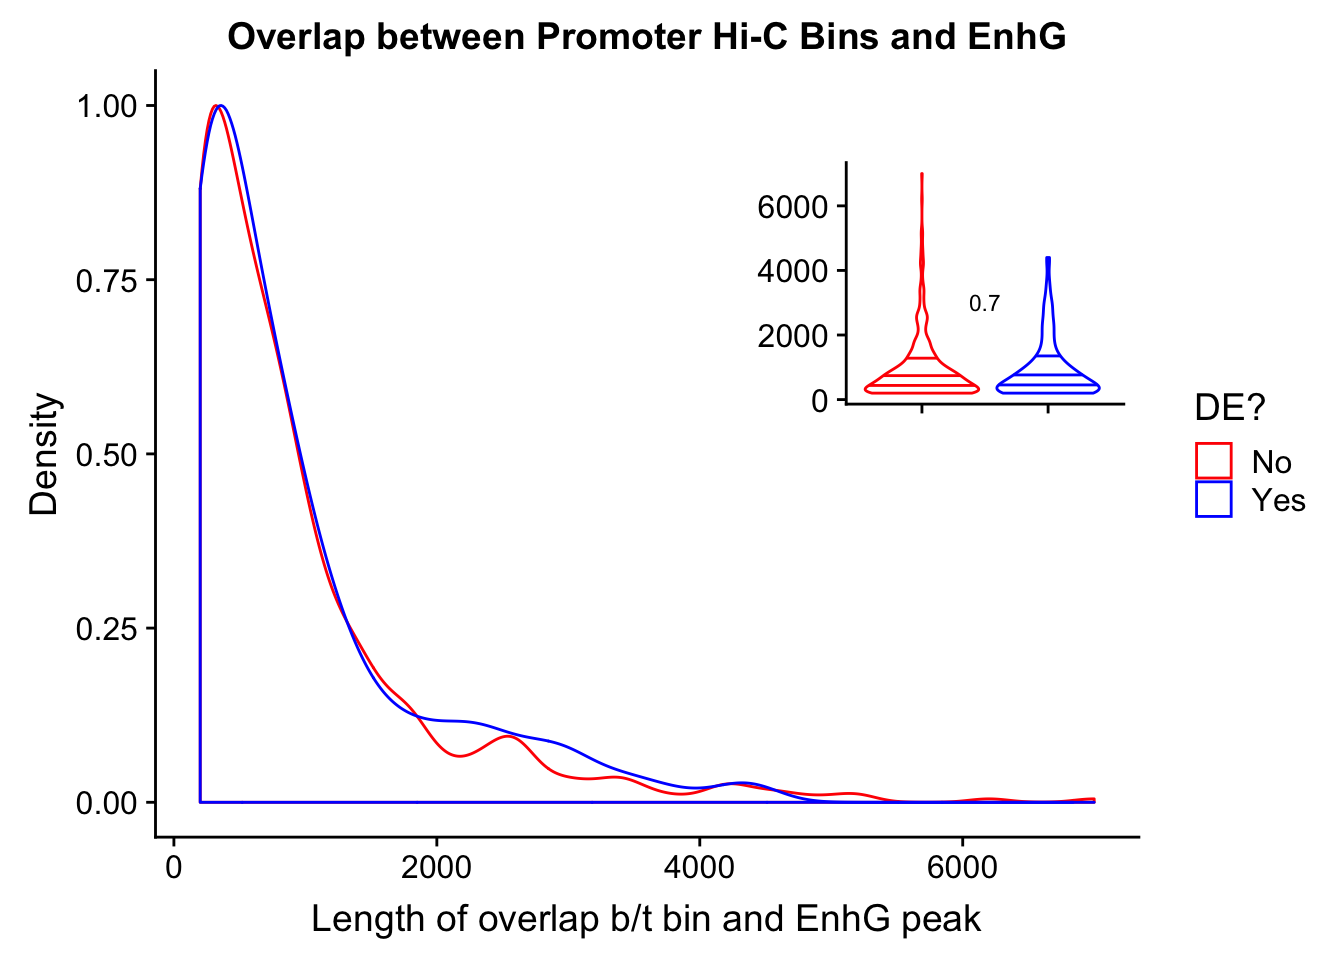 Overlap between Promoter Hi-C Bins and EnhG
1.00
0.75
0.50
0.25
0.00
Density
6000
4000
2000
0
0.7
DE?
No
Yes
0
2000
4000
6000
Length of overlap b/t bin and EnhG peak